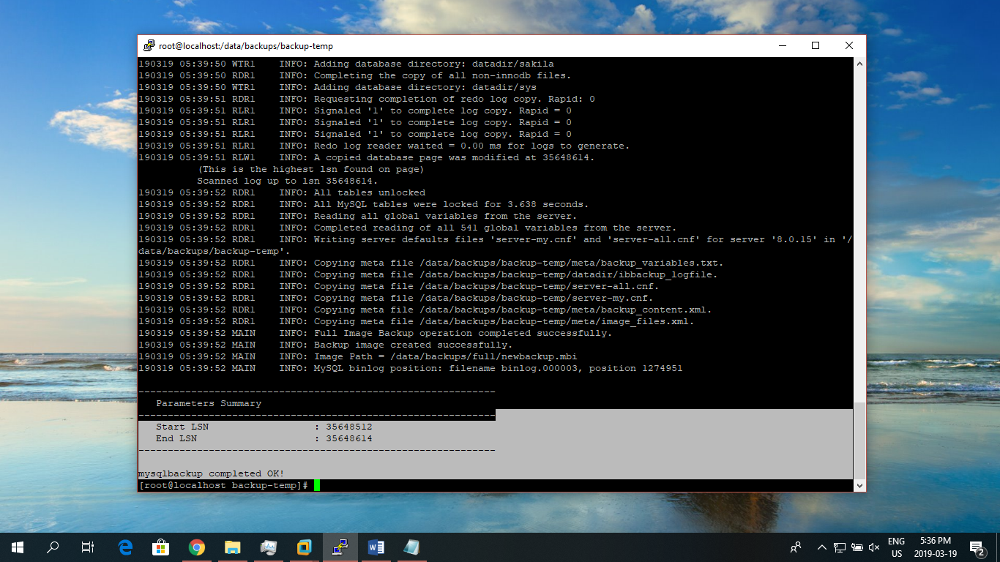 root@localhost:/data/backups/backup-temp
190319 05:39:50 WTR1    INFO: Adding database directory: datadir/sakila
190319 05:39:50 RDR1    INFO: Completing the copy of all non-innodb files.
190319 05:39:50 WTR1    INFO: Adding database directory: datadir/sys
190319 05:39:51 RDR1    INFO: Requesting completion of redo log copy. Rapid: 0
190319 05:39:51 RLR1    INFO: Signaled '1' to complete log copy. Rapid = 0
190319 05:39:51 RLR1    INFO: Signaled '1' to complete log copy. Rapid = 0
190319 05:39:51 RLR1    INFO: Signaled '1' to complete log copy. Rapid = 0
190319 05:39:51 RLR1    INFO: Redo log reader waited = 0.00 ms for logs to generate.
190319 05:39:51 RLW1    INFO: A copied database page was modified at 35648614.
          (This is the highest lsn found on page)
          Scanned log up to lsn 35648614.
190319 05:39:52 RDR1    INFO: All tables unlocked
190319 05:39:52 RDR1    INFO: All MySQL tables were locked for 3.638 seconds.
190319 05:39:52 RDR1    INFO: Reading all global variables from the server.
190319 05:39:52 RDR1    INFO: Completed reading of all 541 global variables from the server.
190319 05:39:52 RDR1    INFO: Writing server defaults files 'server-my.cnf' and 'server-all.cnf' for server '8.0.15' in '/
data/backups/backup-temp'.
190319 05:39:52 RDR1    INFO: Copying meta file /data/backups/backup-temp/meta/backup_variables.txt.
190319 05:39:52 RDR1    INFO: Copying meta file /data/backups/backup-temp/datadir/ibbackup_logfile.
190319 05:39:52 RDR1    INFO: Copying meta file /data/backups/backup-temp/server-all.cnf.
190319 05:39:52 RDR1    INFO: Copying meta file /data/backups/backup-temp/server-my.cnf.
190319 05:39:52 RDR1    INFO: Copying meta file /data/backups/backup-temp/meta/backup_content.xml.
190319 05:39:52 RDR1    INFO: Copying meta file /data/backups/backup-temp/meta/image_files.xml.
190319 05:39:52 MAIN    INFO: Full Image Backup operation completed successfully.
190319 05:39:52 MAIN    INFO: Backup image created successfully.
190319 05:39:52 MAIN    INFO: Image Path = /data/backups/full/newbackup.mbi
190319 05:39:52 MAIN    INFO: MySQL binlog position: filename binlog.000003, position 1274951
-------------------------------------------------------------
   Parameters Summary
-------------------------------------------------------------
   Start LSN                  : 35648512
   End LSN                    : 35648614
-------------------------------------------------------------
mysqlbackup completed OK!
[root@localhost backup-temp]#
ENG
US
5:36 PM
2019-03-19
2